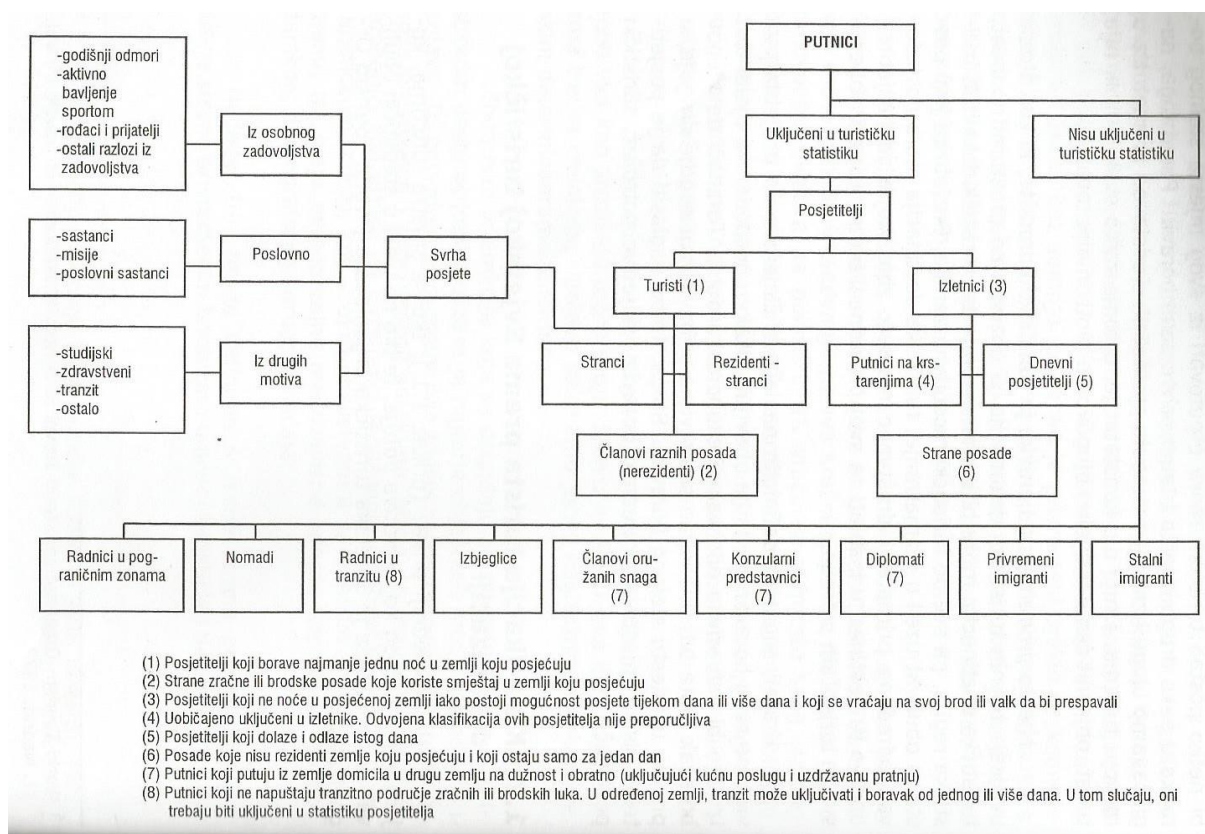 PUTNICI
Uključeni u turističku
statistiku
Nisu uključeni u
turističku statistiku
Posjetitelji
Turisti (1)
Izletnici (3)
-godišnji odmori
-aktivno
bavljenje
sportom
-rođaci i prijatelji
-ostali razlozi iz
zadovoljstva
Iz osobnog
zadovoljstva
-sastanci
-misije
-poslovni sastanci
Poslovno
Svrha
posjete
-studijski
-zdravstveni
-tranzit
-ostalo
Iz drugih
motiva
Stranci
Rezidenti -
stranci
Putnici na krs-
tarenjima (4)
Dnevni
posjetitelji (5)
Članovi raznih posada
(nerezidenti) (2)
Strane posade
(6)
Radnici u pog-
raničnim zonama
Nomadi
Radnici u
tranzitu (8)
Izbjeglice
Članovi oru-
žanih snaga
(7)
Konzularni
predstavnici
(7)
Diplomati
(7)
Privremeni
imigranti
Stalni
imigranti
(1) Posjetitelji koji borave najmanje jednu noć u zemlji koju posjećuju
(2) Strane zračne ili brodske posade koje koriste smještaj u zemlji koju posjećuju
(3) Posjetitelji koji ne noće u posjećenoj zemlji iako postoji mogućnost posjete tijekom dana ili više dana i koji se vraćaju na svoj brod ili valk da bi prespavali
(4) Uobičajeno uključeni u izletnike. Odvojena klasifikacija ovih posjetitelja nije preporučljiva
(5) Posjetitelji koji dolaze i odlaze istog dana
(6) Posade koje nisu rezidenti zemlje koju posjećuju i koji ostaju samo za jedan dan
(7) Putnici koji putuju iz zemlje domicila u drugu zemlju na dužnost i obratno (uključujući kućnu poslugu i uzdržavanu pratnju)
(8) Putnici koji ne napuštaju tranzitno područje zračnih ili brodskih luka. U određenoj zemlji, tranzit može uključivati i boravak od jednog ili više dana. U tom slučaju, oni
trebaju biti uključeni u statistiku posjetitelja